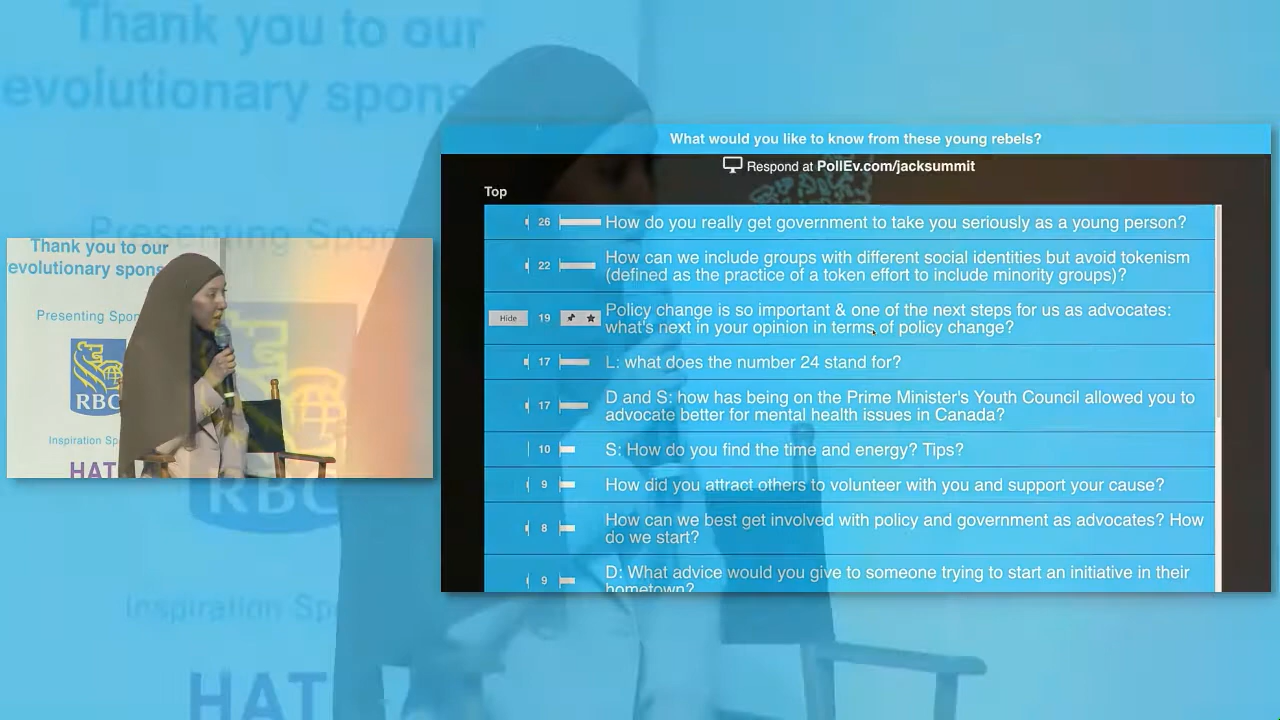 Thank you to our
evolutionary spons
Presenting Spon
RBC
Inspiration Spo
HAT
Thank you to our
evolutionary spons
Presenting Spon
RBC
Inspiration Sp
HAT
What would you like to know from these young rebels?
Respond at PollEv.com/jacksummit
Top
26 How do you really get government to take you seriously as a young person?
22 How can we include groups with different social identities but avoid tokenism
(defined as the practice of a token effort to include minority groups)?
Hide 19 Policy change is so important & one of the next steps for us as advocates:
what's next in your opinion in terms of policy change?
17 L: what does the number 24 stand for?
17 D and S: how has being on the Prime Minister's Youth Council allowed you to
advocate better for mental health issues in Canada?
10 S: How do you find the time and energy? Tips?
9 How did you attract others to volunteer with you and support your cause?
8 How can we best get involved with policy and government as advocates? How
do we start?
9 D: What advice would you give to someone trying to start an initiative in their
hometown?